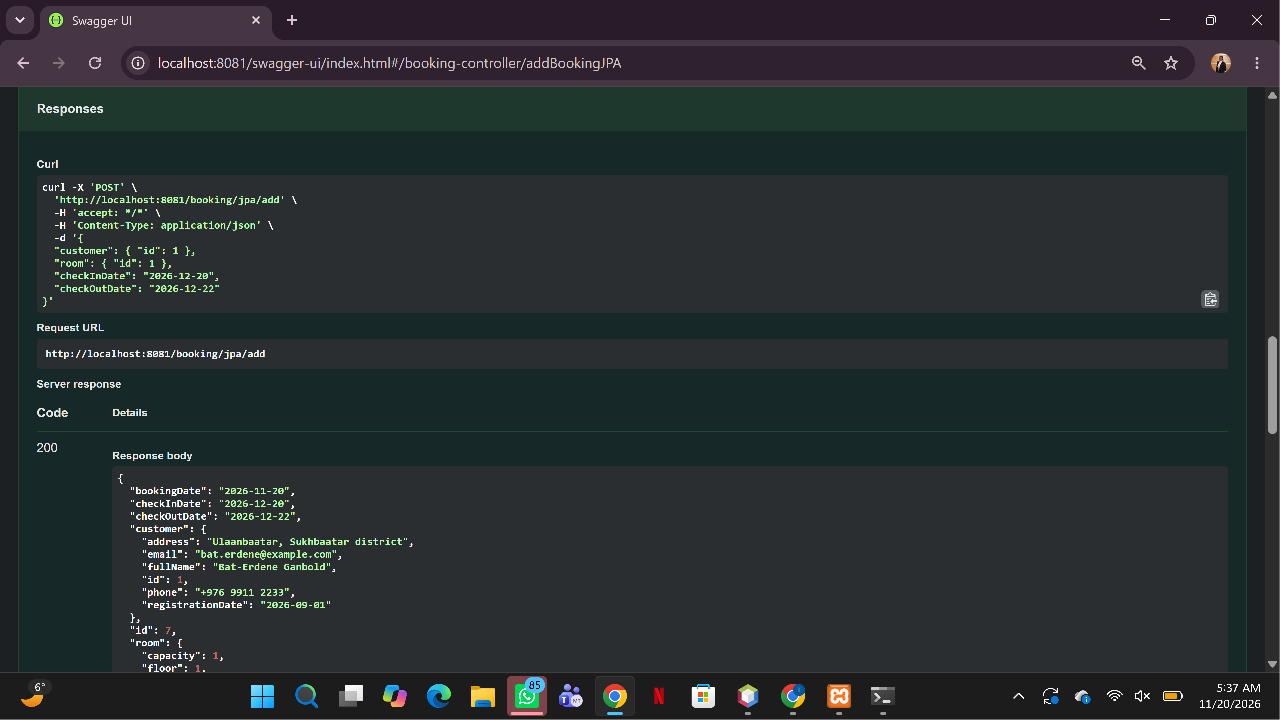 Swagger UI
localhost:8081/swagger-ui/index.html#/booking-controller/addBookingJPA
Responses
Curl
curl -X 'POST' \
'http://localhost:8081/booking/jpa/add' \
-H 'accept: */*' \
-H 'Content-Type: application/json' \
-d '{
"customer": { "id": 1 },
"room": { "id": 1 },
"checkInDate": "2026-12-20",
"checkOutDate": "2026-12-22"
}'
Request URL
http://localhost:8081/booking/jpa/add
Server response
Code Details
200
Response body
{
"bookingDate": "2026-11-20",
"checkInDate": "2026-12-20",
"checkOutDate": "2026-12-22",
"customer": {
"address": "Ulaanbaatar, Sukhbaatar district",
"email": "bat.erdene@example.com",
"fullName": "Bat-Erdene Ganbold",
"id": 1,
"phone": "+976 9911 2233",
"registrationDate": "2026-09-01"
},
"id": 7,
"room": {
"capacity": 1,
"floor": 1,
6°
85
5:37 AM
11/20/2026